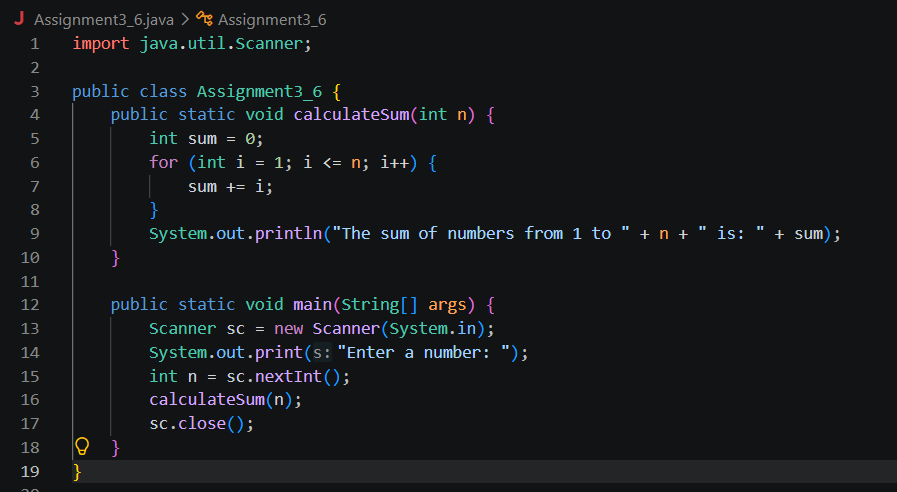 J Assignment3_6.java > Assignment3_6
1 import java.util.Scanner;
2
3 public class Assignment3_6 {
4     public static void calculateSum(int n) {
5         int sum = 0;
6         for (int i = 1; i <= n; i++) {
7             sum += i;
8         }
9         System.out.println("The sum of numbers from 1 to " + n + " is: " + sum);
10     }
11
12     public static void main(String[] args) {
13         Scanner sc = new Scanner(System.in);
14         System.out.print(s: "Enter a number: ");
15         int n = sc.nextInt();
16         calculateSum(n);
17         sc.close();
18     }
19 }